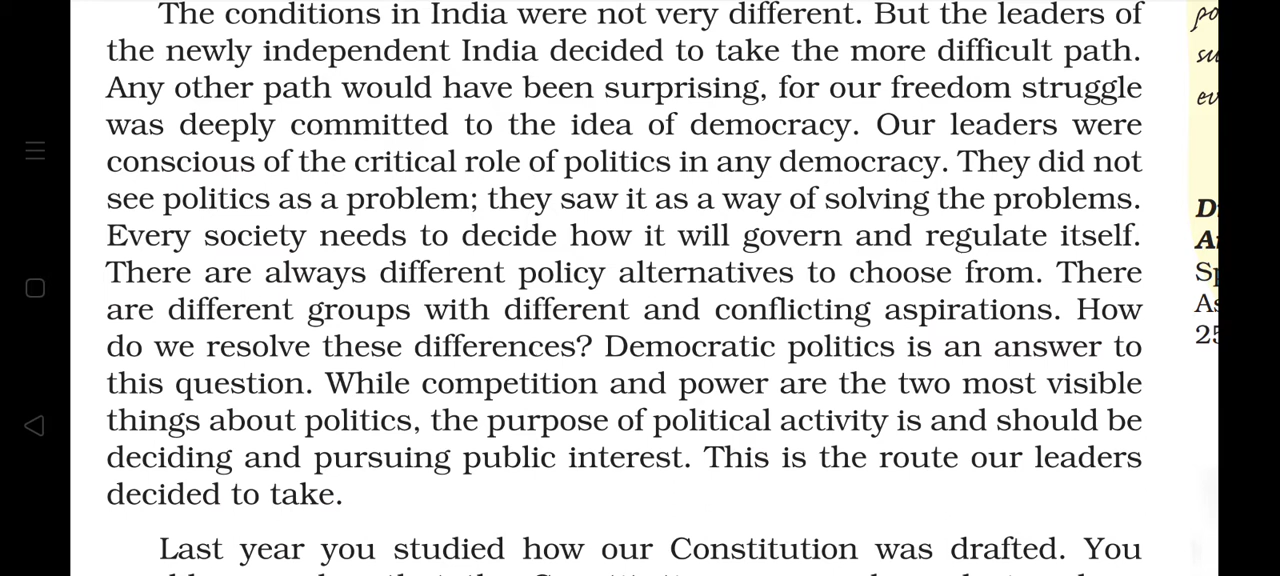 The conditions in India were not very different. But the leaders of
the newly independent India decided to take the more difficult path.
Any other path would have been surprising, for our freedom struggle
was deeply committed to the idea of democracy. Our leaders were
conscious of the critical role of politics in any democracy. They did not
see politics as a problem; they saw it as a way of solving the problems.
Every society needs to decide how it will govern and regulate itself.
There are always different policy alternatives to choose from. There
are different groups with different and conflicting aspirations. How
do we resolve these differences? Democratic politics is an answer to
this question. While competition and power are the two most visible
things about politics, the purpose of political activity is and should be
deciding and pursuing public interest. This is the route our leaders
decided to take.
Last year you studied how our Constitution was drafted. You
po
su
ev
D
A
Sp
As
25